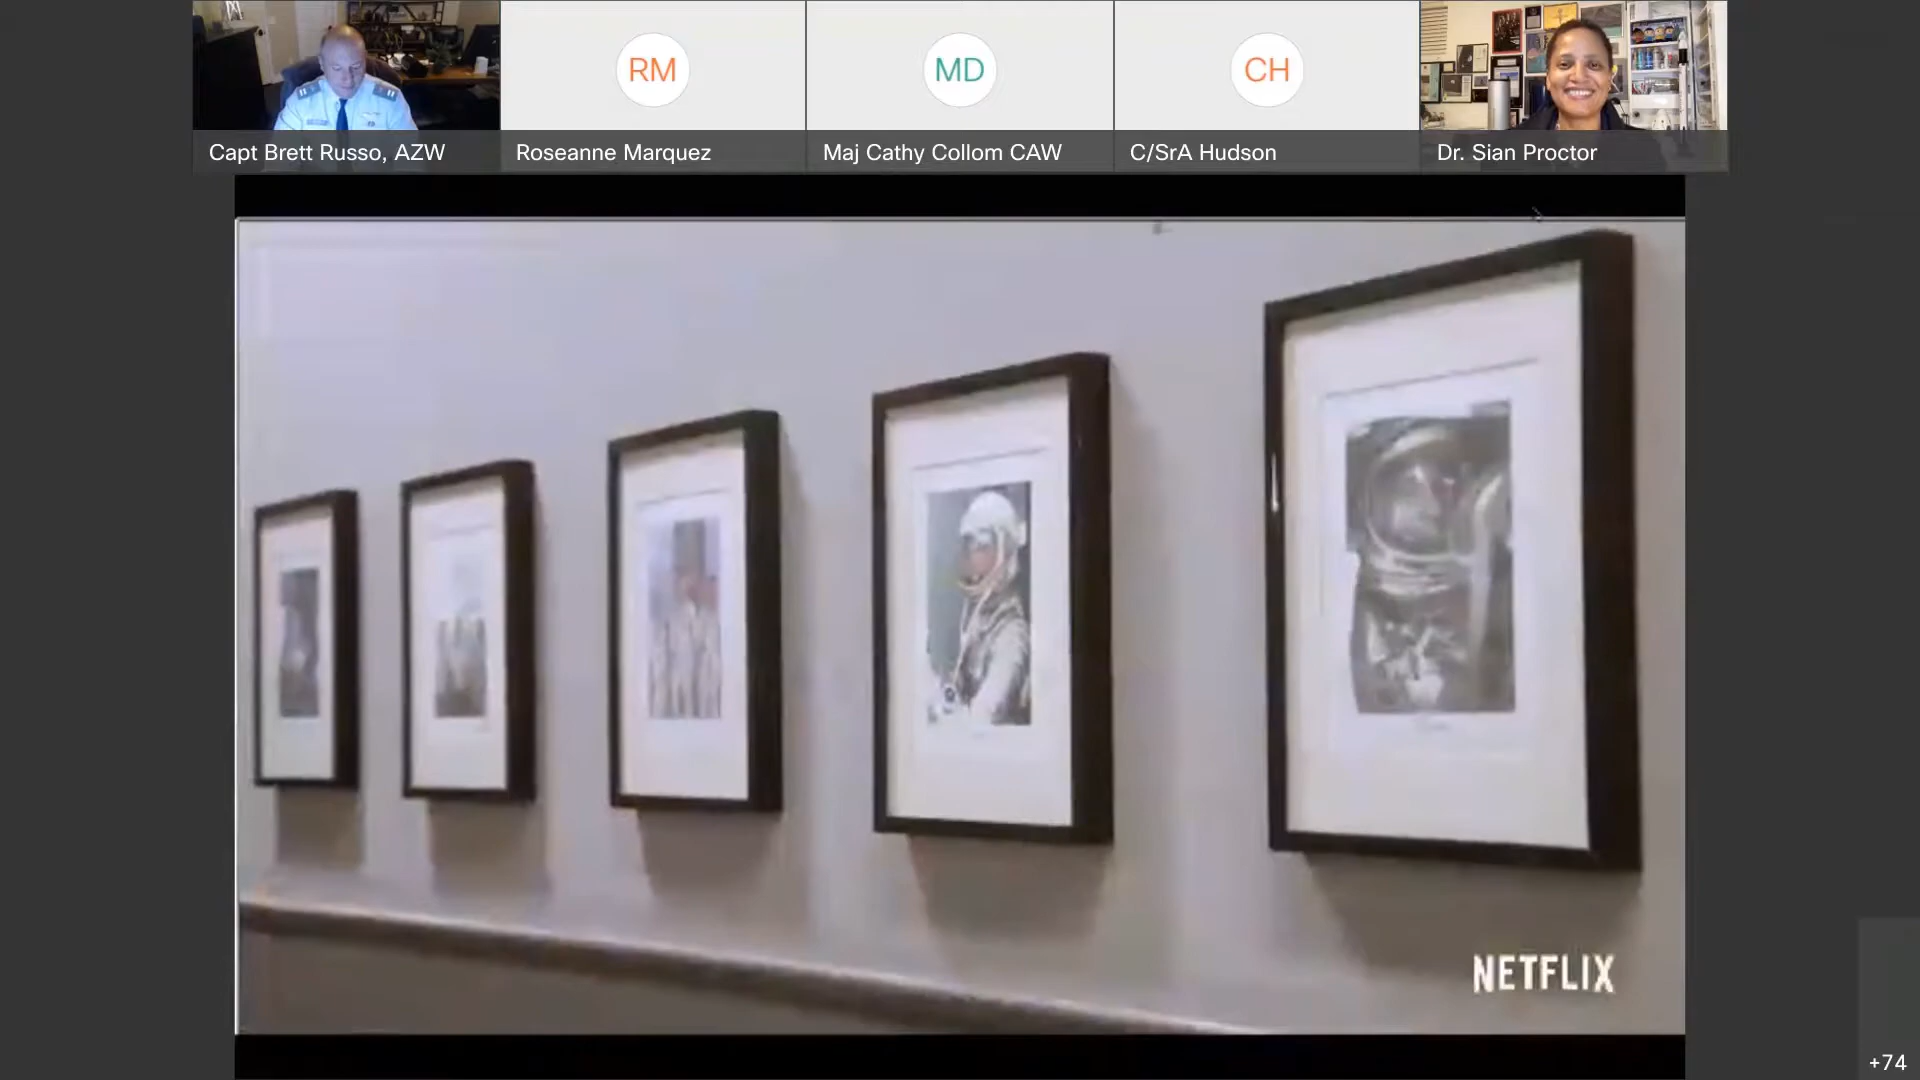 RM
MD
CH
Capt Brett Russo, AZW
Roseanne Marquez
Maj Cathy Collom CAW
C/SrA Hudson
Dr. Sian Proctor
NETFLIX
+74